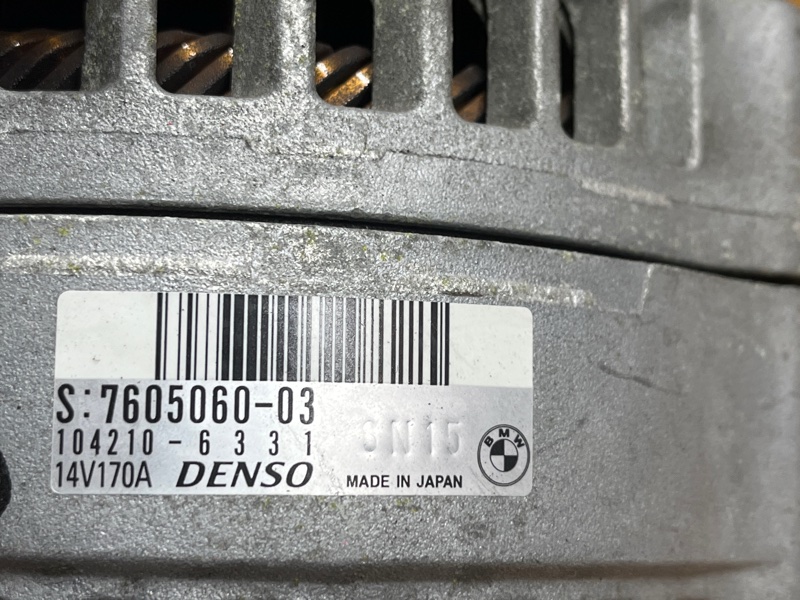 S:7605060-03
104210-6331
14V170A DENSO MADE IN JAPAN
BMW